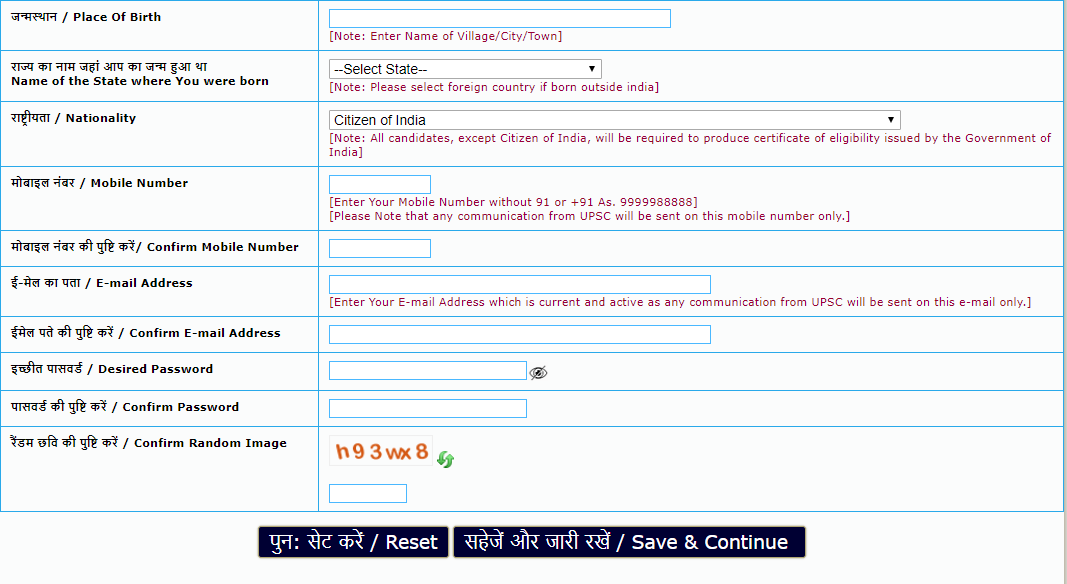 जन्मस्थान / Place Of Birth
[Note: Enter Name of Village/City/Town]
राज्य का नाम जहां आप का जन्म हुआ था
Name of the State where You were born
--Select State--
[Note: Please select foreign country if born outside india]
राष्ट्रीयता / Nationality
Citizen of India
[Note: All candidates, except Citizen of India, will be required to produce certificate of eligibility issued by the Government of
India]
मोबाइल नंबर / Mobile Number
[Enter Your Mobile Number without 91 or +91 As. 9999988888]
[Please Note that any communication from UPSC will be sent on this mobile number only.]
मोबाइल नंबर की पुष्टि करें/ Confirm Mobile Number
ई-मेल का पता / E-mail Address
[Enter Your E-mail Address which is current and active as any communication from UPSC will be sent on this e-mail only.]
ईमेल पते की पुष्टि करें / Confirm E-mail Address
इच्छीत पासवर्ड / Desired Password
पासवर्ड की पुष्टि करें / Confirm Password
रैंडम छवि की पुष्टि करें / Confirm Random Image
h93wx8
पुन: सेट करें / Reset
सहेजें और जारी रखें / Save & Continue